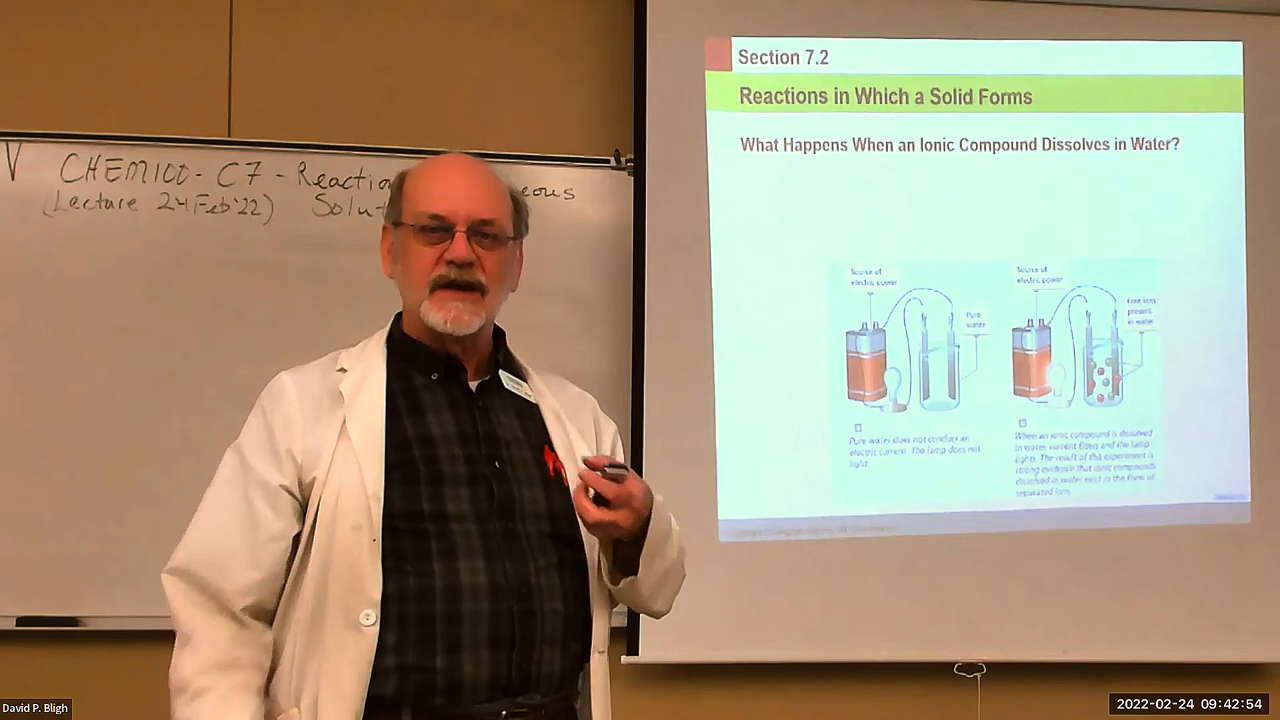 V CHEM100 - C7 - Reactio eous
(Lecture 24 Feb '22) Solut
Section 7.2
Reactions in Which a Solid Forms
What Happens When an Ionic Compound Dissolves in Water?
Source of
electric power
Pure
water
Source of
electric power
Free ions
present
in water
Pure water does not conduct an
electric current. The lamp does not
light.
When an ionic compound is dissolved
in water current flows and the lamp
lights. The result of this experiment is
strong evidence that ionic compounds
dissolved in water exist in the form of
separated ions.
David P. Bligh
2022-02-24 09:42:54